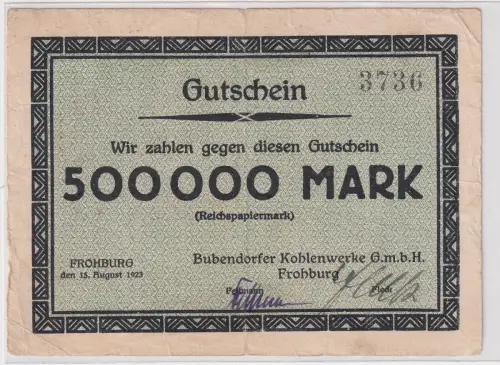 Gutschein 3736
Wir zahlen gegen diesen Gutschein
500000 MARK
(Reichspapiermark)
FROHBURG
den 15. August 1923
Bubendorfer Kohlenwerke G.m.b.H.
Frohburg